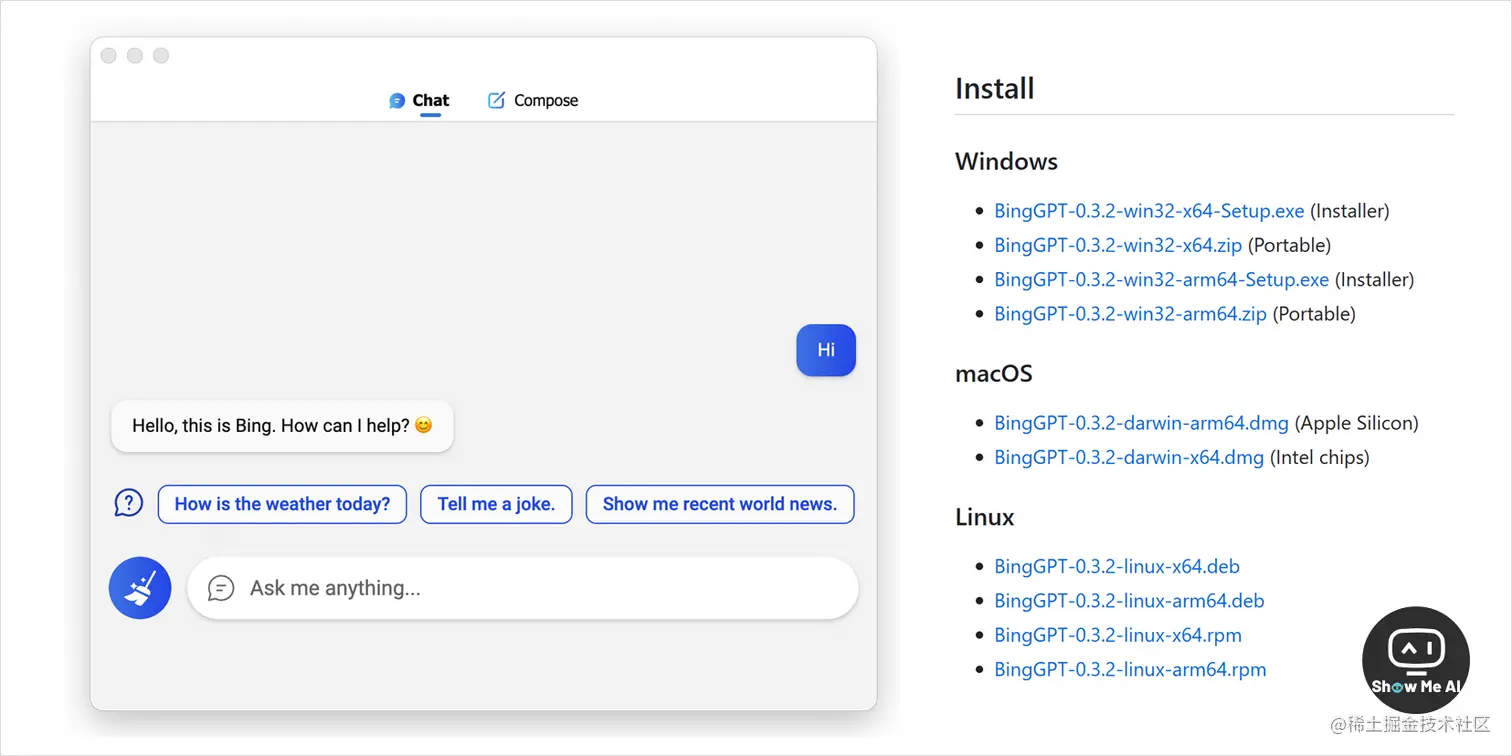 Chat
Compose
Hi
Hello, this is Bing. How can I help? 😊
How is the weather today?
Tell me a joke.
Show me recent world news.
Ask me anything...
Install
Windows
BingGPT-0.3.2-win32-x64-Setup.exe (Installer)
BingGPT-0.3.2-win32-x64.zip (Portable)
BingGPT-0.3.2-win32-arm64-Setup.exe (Installer)
BingGPT-0.3.2-win32-arm64.zip (Portable)
macOS
BingGPT-0.3.2-darwin-arm64.dmg (Apple Silicon)
BingGPT-0.3.2-darwin-x64.dmg (Intel chips)
Linux
BingGPT-0.3.2-linux-x64.deb
BingGPT-0.3.2-linux-arm64.deb
BingGPT-0.3.2-linux-x64.rpm
BingGPT-0.3.2-linux-arm64.rpm
Show Me AI
@稀土掘金技术社区